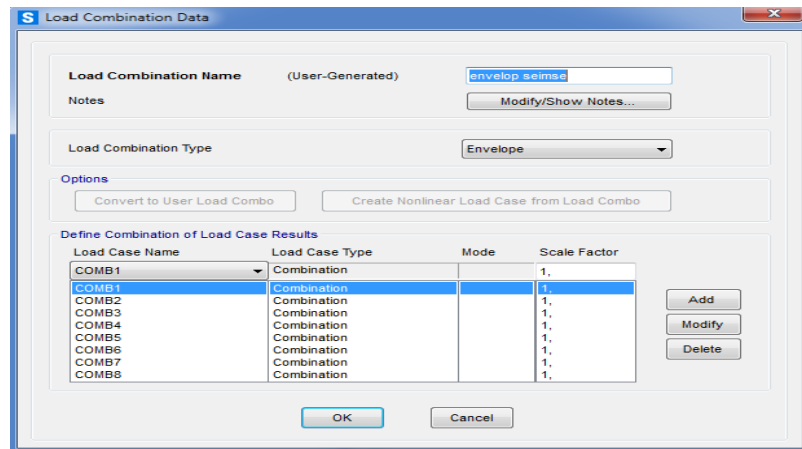 S Load Combination Data
Load Combination Name (User-Generated) envelop seimse
Notes Modify/Show Notes...
Load Combination Type Envelope
Options
Convert to User Load Combo Create Nonlinear Load Case from Load Combo
Define Combination of Load Case Results
Load Case Name Load Case Type Mode Scale Factor
COMB1 Combination 1,
COMB1 Combination 1,
COMB2 Combination 1,
COMB3 Combination 1,
COMB4 Combination 1,
COMB5 Combination 1,
COMB6 Combination 1,
COMB7 Combination 1,
COMB8 Combination 1,
Add
Modify
Delete
OK Cancel